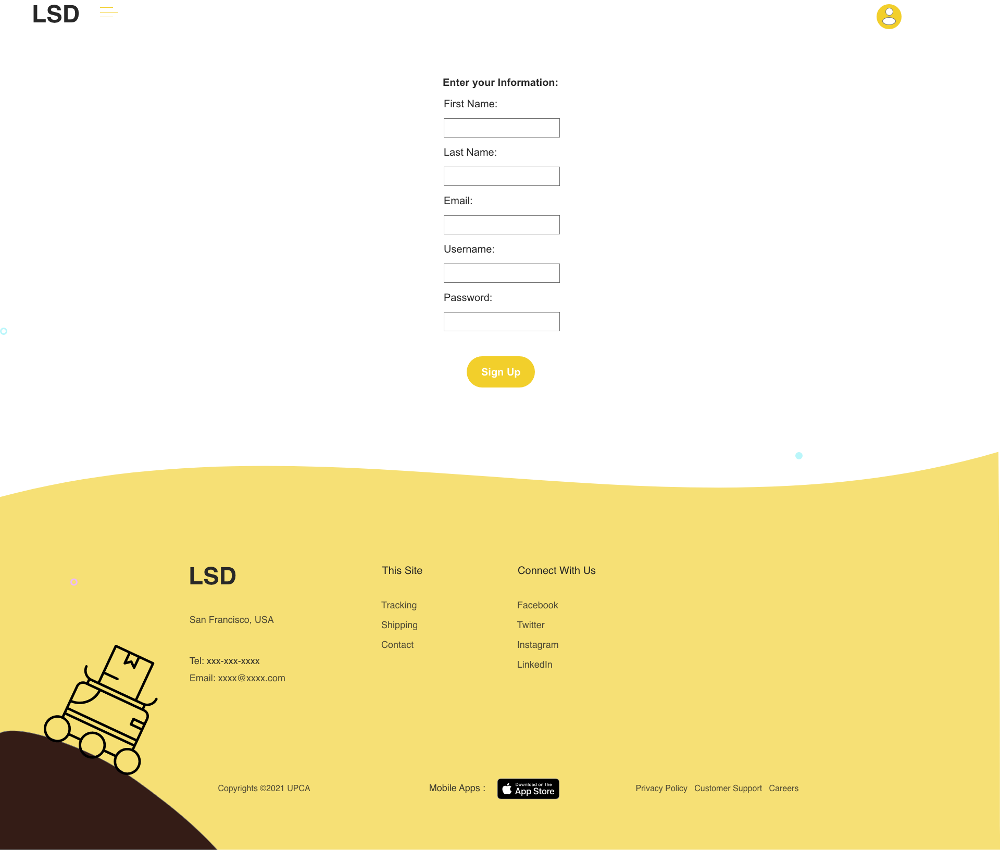 LSD
Enter your Information:
First Name:
Last Name:
Email:
Username:
Password:
Sign Up
LSD
San Francisco, USA
Tel: xxx-xxx-xxxx
Email: xxxx@xxxx.com
This Site
Tracking
Shipping
Contact
Connect With Us
Facebook
Twitter
Instagram
LinkedIn
Copyrights ©2021 UPCA
Mobile Apps :
Download on the
App Store
Privacy Policy Customer Support Careers